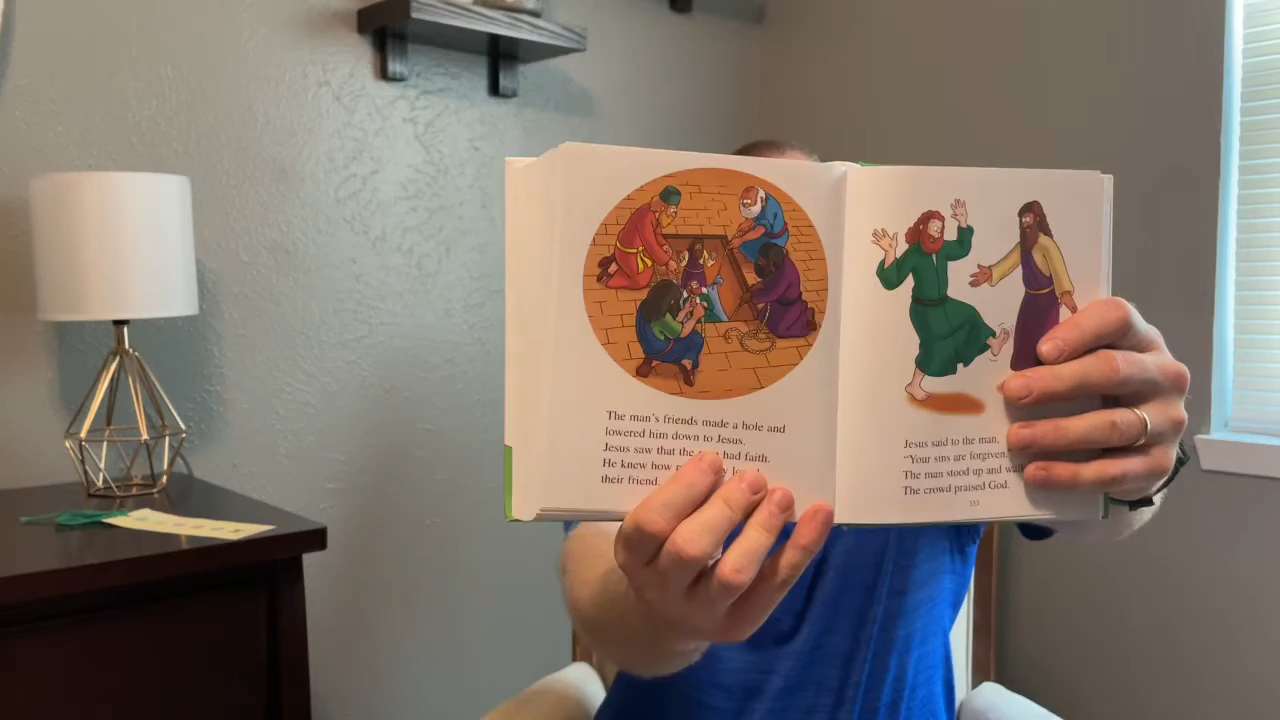 The man's friends made a hole and
lowered him down to Jesus.
Jesus saw that the had faith.
He knew how
their friend.
Jesus said to the man,
"Your sins are forgiven.
The man stood up and
The crowd praised God.
333